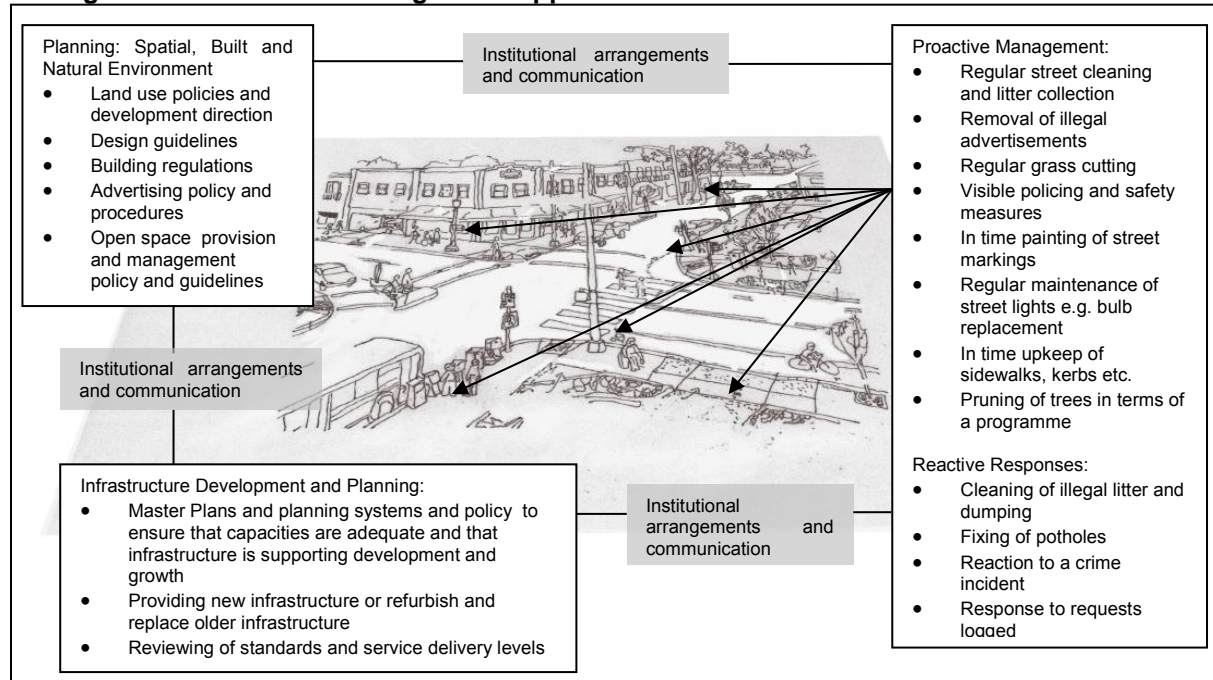 Planning: Spatial, Built and
Natural Environment
• Land use policies and
development direction
• Design guidelines
• Building regulations
• Advertising policy and
procedures
• Open space provision
and management
policy and guidelines
Institutional arrangements
and communication
Proactive Management:
• Regular street cleaning
and litter collection
• Removal of illegal
advertisements
• Regular grass cutting
• Visible policing and safety
measures
• In time painting of street
markings
• Regular maintenance of
street lights e.g. bulb
replacement
• In time upkeep of
sidewalks, kerbs etc.
• Pruning of trees in terms of
a programme
Reactive Responses:
• Cleaning of illegal litter and
dumping
• Fixing of potholes
• Reaction to a crime
incident
• Response to requests
logged
Institutional arrangements
and communication
Infrastructure Development and Planning:
• Master Plans and planning systems and policy to
ensure that capacities are adequate and that
infrastructure is supporting development and
growth
• Providing new infrastructure or refurbish and
replace older infrastructure
• Reviewing of standards and service delivery levels
Institutional
arrangements and
communication